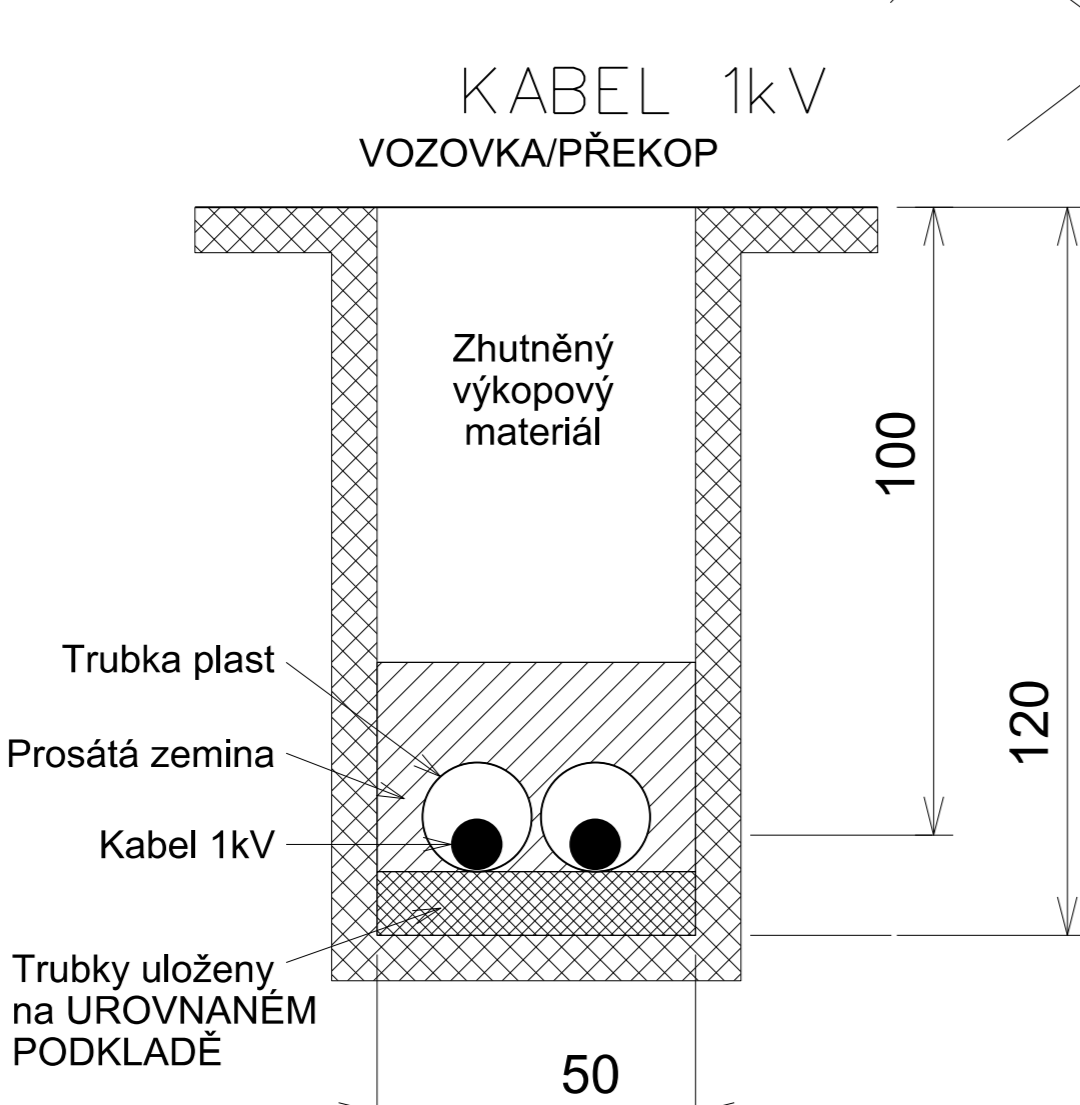 KABEL 1kV
VOZOVKA/PŘEKOP
Zhutněný
výkopový
materiál
100
120
Trubka plast
Prosátá zemina
Kabel 1kV
Trubky uloženy
na UROVNANÉM
PODKLADĚ
50